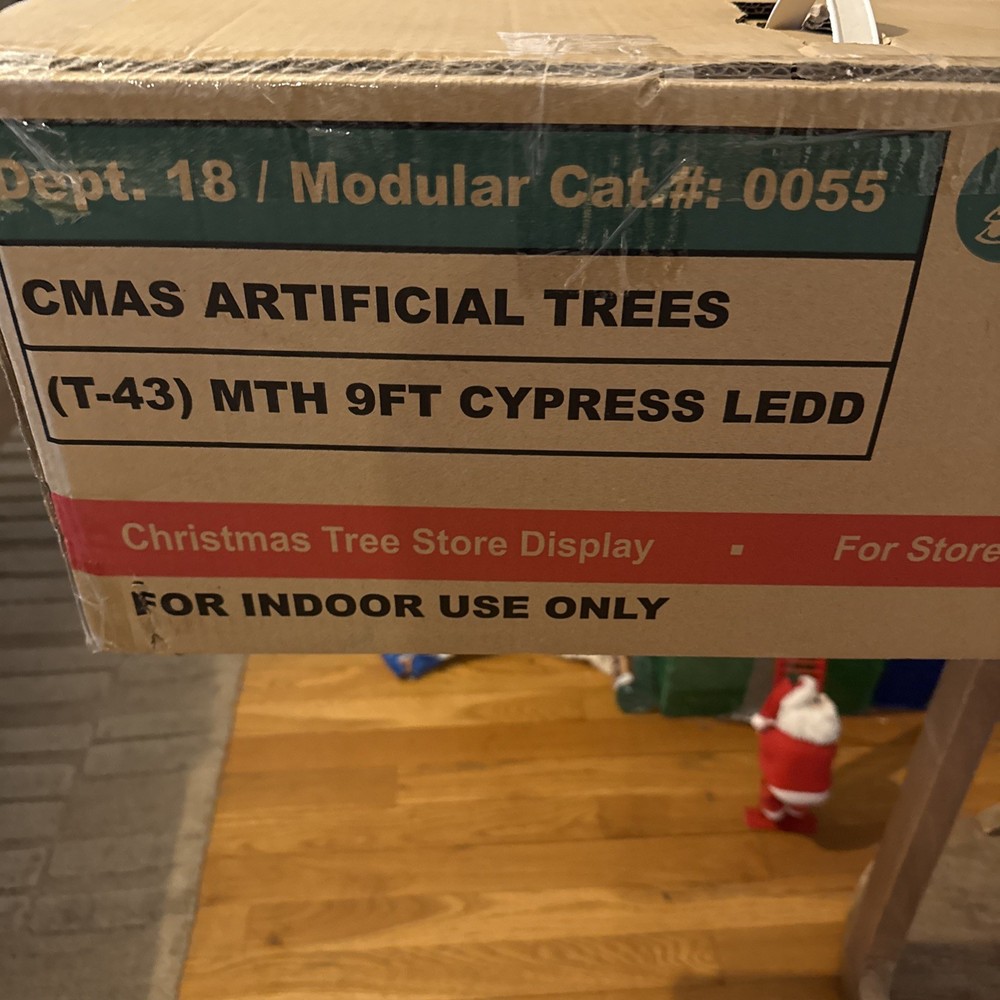 Dept. 18 / Modular Cat.#: 0055
CMAS ARTIFICIAL TREES
(T-43) MTH 9FT CYPRESS LEDD
Christmas Tree Store Display ▪ For Store
FOR INDOOR USE ONLY